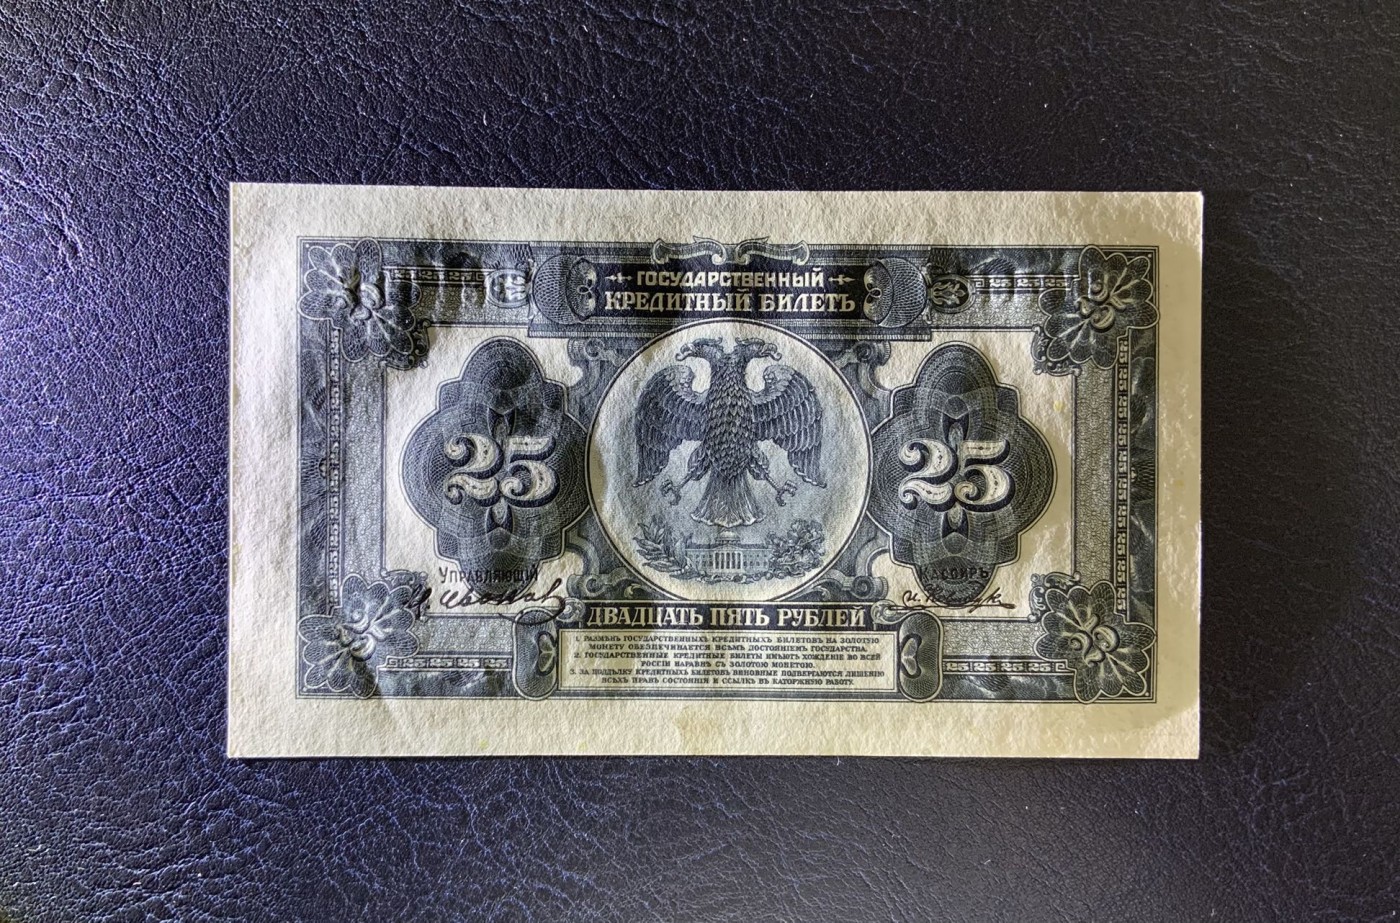 ГОСУДАРСТВЕННЫЙ
КРЕДИТНЫЙ БИЛЕТЪ
25 25
УПРАВЛЯЮЩІЙ КАССИРЪ
ДВАДЦАТЬ ПЯТЬ РУБЛЕЙ
1. РАЗМѢНЪ ГОСУДАРСТВЕННЫХЪ КРЕДИТНЫХЪ БИЛЕТОВЪ НА ЗОЛОТУЮ
МОНЕТУ ОБЕЗПЕЧИВАЕТСЯ ВСѢМЪ ДОСТОЯНІЕМЪ ГОСУДАРСТВА.
2. ГОСУДАРСТВЕННЫЕ КРЕДИТНЫЕ БИЛЕТЫ ИМѢЮТЪ ХОЖДЕНІЕ ВО ВСЕЙ
РОССІИ НАРАВНѢ СЪ ЗОЛОТОЮ МОНЕТОЮ.
3. ЗА ПОДДѢЛКУ КРЕДИТНЫХЪ БИЛЕТОВЪ ВИНОВНЫЕ ПОДВЕРГАЮТСЯ ЛИШЕНІЮ
ВСѢХЪ ПРАВЪ СОСТОЯНІЯ И ССЫЛКѢ ВЪ КАТОРЖНУЮ РАБОТУ.